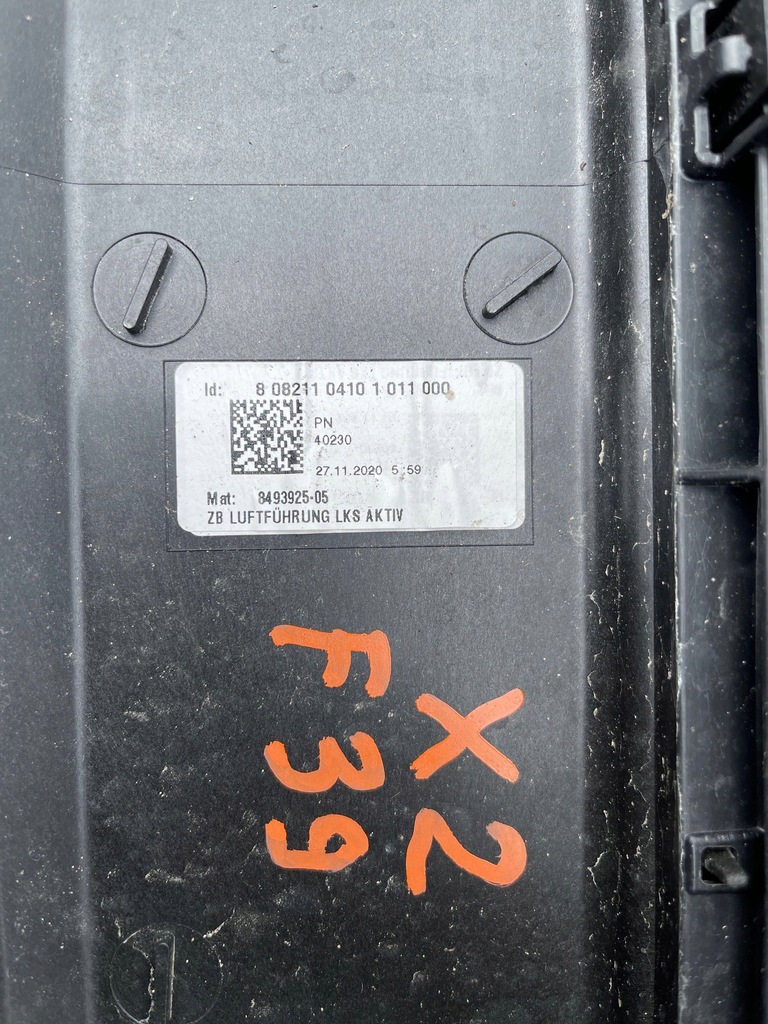 Id: 8 08211 0410 1 011 000
PN
40230
27.11.2020 5:59
Mat: 8493925-05
ZB LUFTFÜHRUNG LKS AKTIV
X2
F39